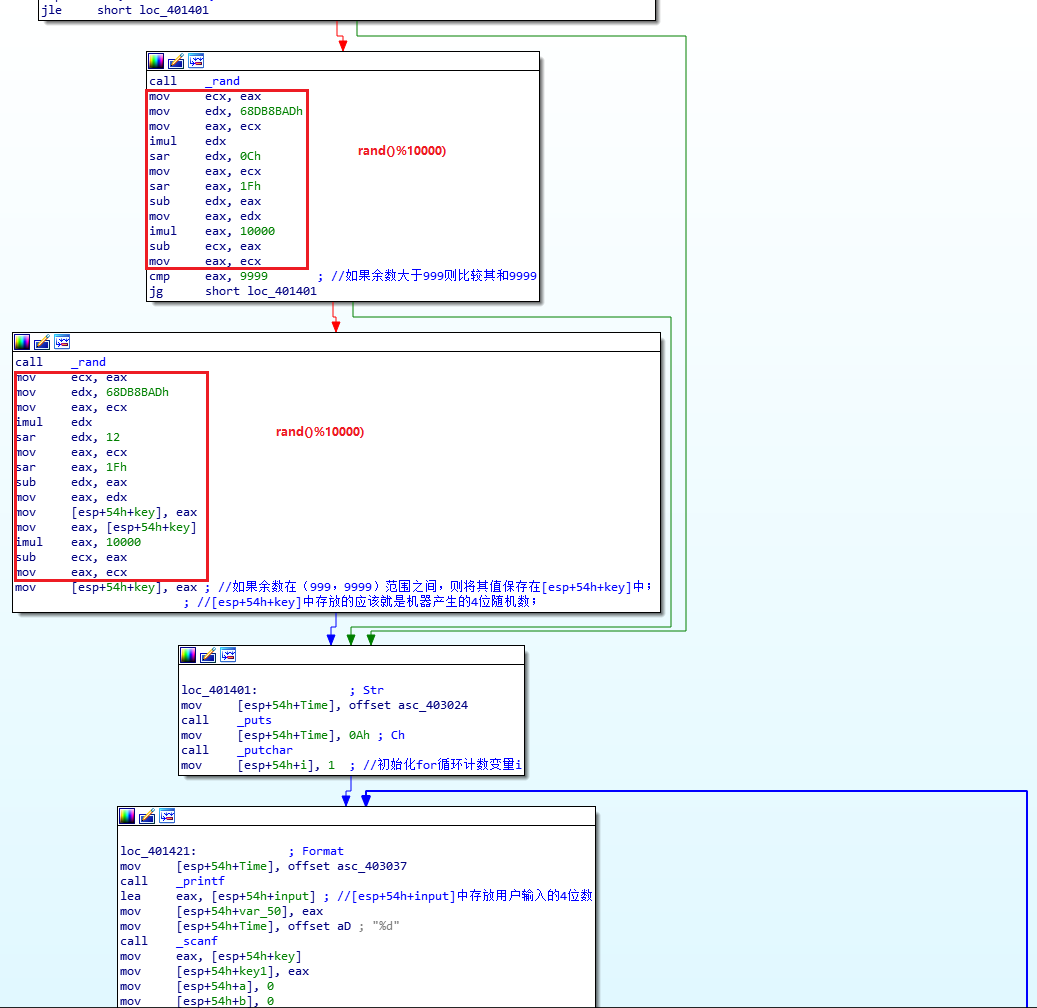 jle     short loc_401401
call    _rand
mov     ecx, eax
mov     edx, 68DB8BADh
mov     eax, ecx
imul    edx
sar     edx, 0Ch
mov     eax, ecx
sar     eax, 1Fh
sub     edx, eax
mov     eax, edx
imul    eax, 10000
sub     ecx, eax
mov     eax, ecx
cmp     eax, 9999       ; //如果余数大于999则比较其和9999
jg      short loc_401401
rand()%10000)
call    _rand
mov     ecx, eax
mov     edx, 68DB8BADh
mov     eax, ecx
imul    edx
sar     edx, 12
mov     eax, ecx
sar     eax, 1Fh
sub     edx, eax
mov     eax, edx
mov     [esp+54h+key], eax
mov     eax, [esp+54h+key]
imul    eax, 10000
sub     ecx, eax
mov     eax, ecx
mov     [esp+54h+key], eax ; //如果余数在（999，9999）范围之间，则将其值保存在[esp+54h+key]中；
; //[esp+54h+key]中存放的应该就是机器产生的4位随机数；
rand()%10000)
loc_401401:             ; Str
mov     [esp+54h+Time], offset asc_403024
call    _puts
mov     [esp+54h+Time], 0Ah ; Ch
call    _putchar
mov     [esp+54h+i], 1  ; //初始化for循环计数变量i
loc_401421:             ; Format
mov     [esp+54h+Time], offset asc_403037
call    _printf
lea     eax, [esp+54h+input] ; //[esp+54h+input]中存放用户输入的4位数
mov     [esp+54h+var_50], eax
mov     [esp+54h+Time], offset aD ; "%d"
call    _scanf
mov     eax, [esp+54h+key]
mov     [esp+54h+key1], eax
mov     [esp+54h+a], 0
mov     [esp+54h+b], 0